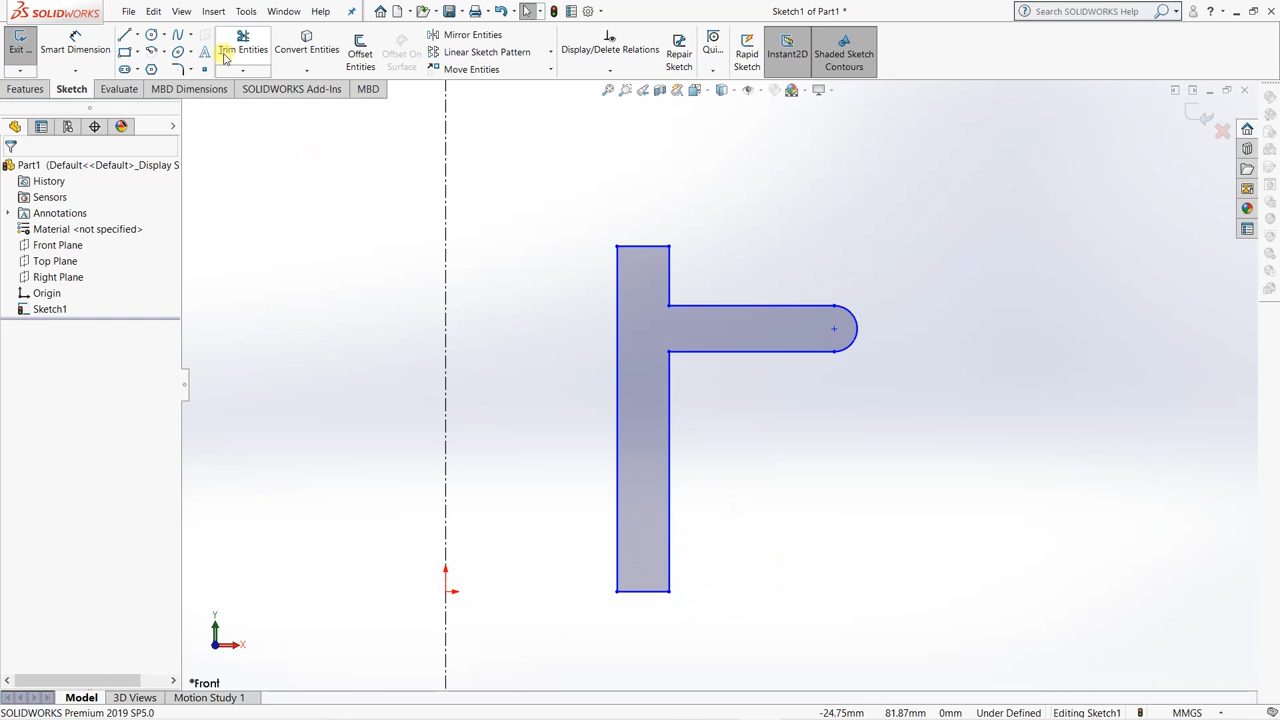 SOLIDWORKS File Edit View Insert Tools Window Help Sketch1 of Part1 * Search SOLIDWORKS Help
Exit ... Smart Dimension Trim Entities Convert Entities Offset Entities Offset On Surface Mirror Entities Linear Sketch Pattern Move Entities Display/Delete Relations Repair Sketch Qui... Rapid Sketch Instant2D Shaded Sketch Contours
Features Sketch Evaluate MBD Dimensions SOLIDWORKS Add-Ins MBD
Part1 (Default<<Default>_Display S
History
Sensors
Annotations
Material <not specified>
Front Plane
Top Plane
Right Plane
Origin
Sketch1
Y
X
*Front
Model 3D Views Motion Study 1
SOLIDWORKS Premium 2019 SP5.0 -24.75mm 81.87mm 0mm Under Defined Editing Sketch1 MMGS